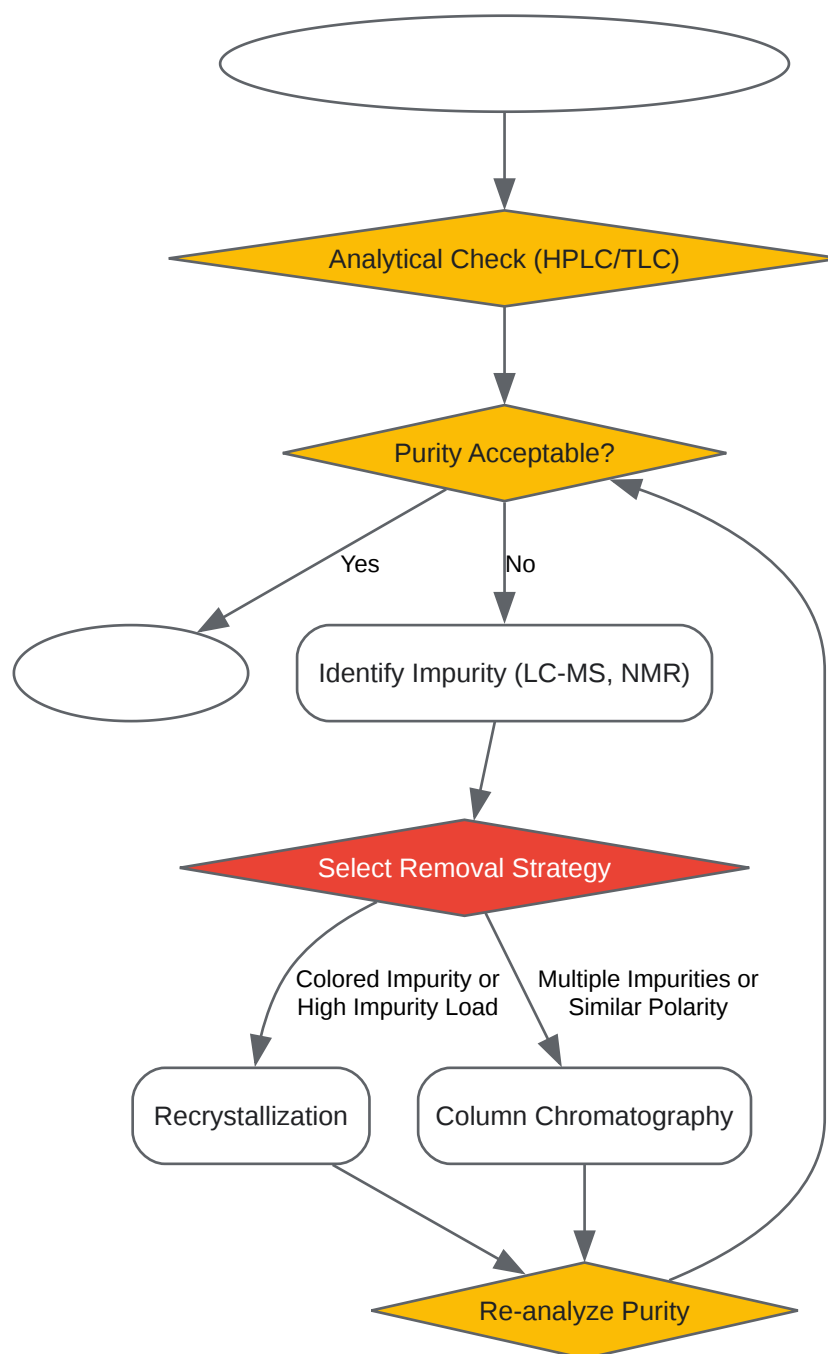 Analytical Check (HPLC/TLC)
Purity Acceptable?
Yes
No
Identify Impurity (LC-MS, NMR)
Select Removal Strategy
Colored Impurity or
High Impurity Load
Multiple Impurities or
Similar Polarity
Recrystallization
Column Chromatography
Re-analyze Purity